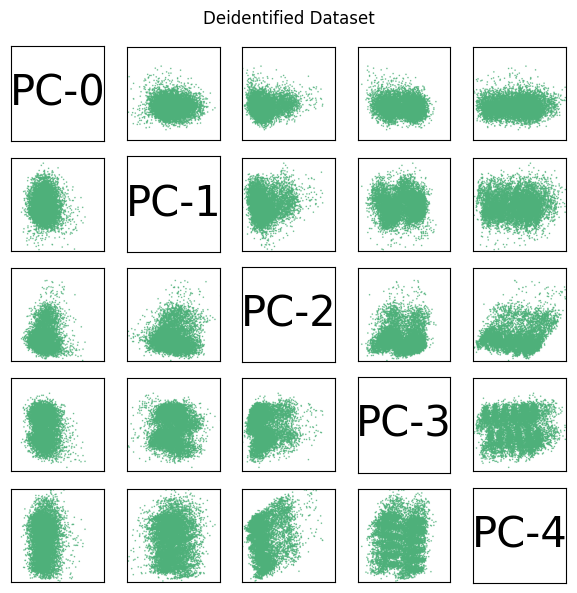 Deidentified Dataset
PC-0
PC-1
PC-2
PC-3
PC-4